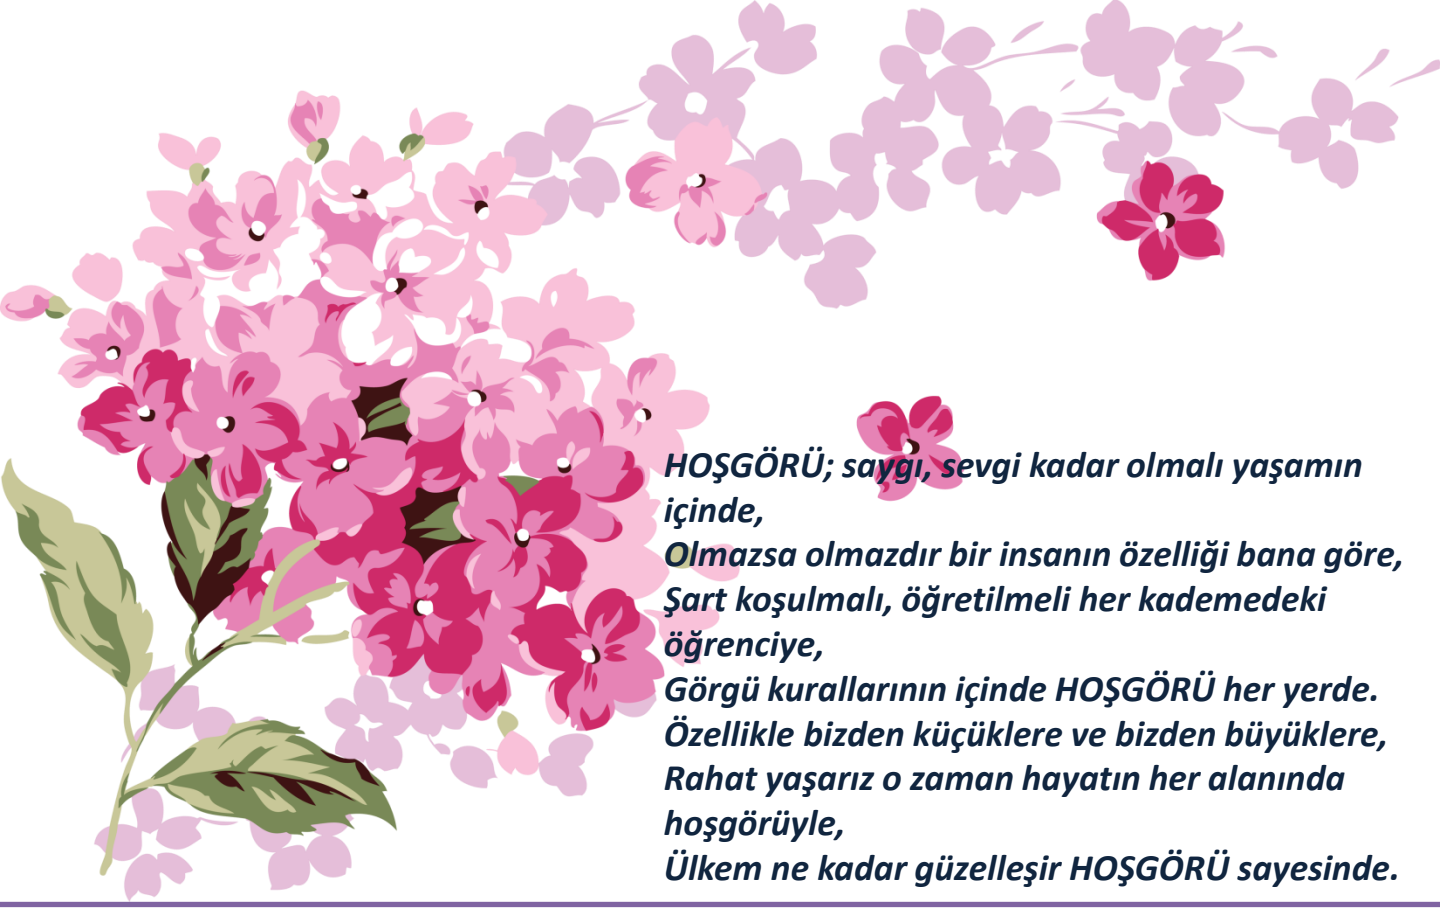 HOŞGÖRÜ; saygı, sevgi kadar olmalı yaşamın
içinde,
Olmazsa olmazdır bir insanın özelliği bana göre,
Şart koşulmalı, öğretilmeli her kademedeki
öğrenciye,
Görgü kurallarının içinde HOŞGÖRÜ her yerde.
Özellikle bizden küçüklere ve bizden büyüklere,
Rahat yaşarız o zaman hayatın her alanında
hoşgörüyle,
Ülkem ne kadar güzelleşir HOŞGÖRÜ sayesinde.